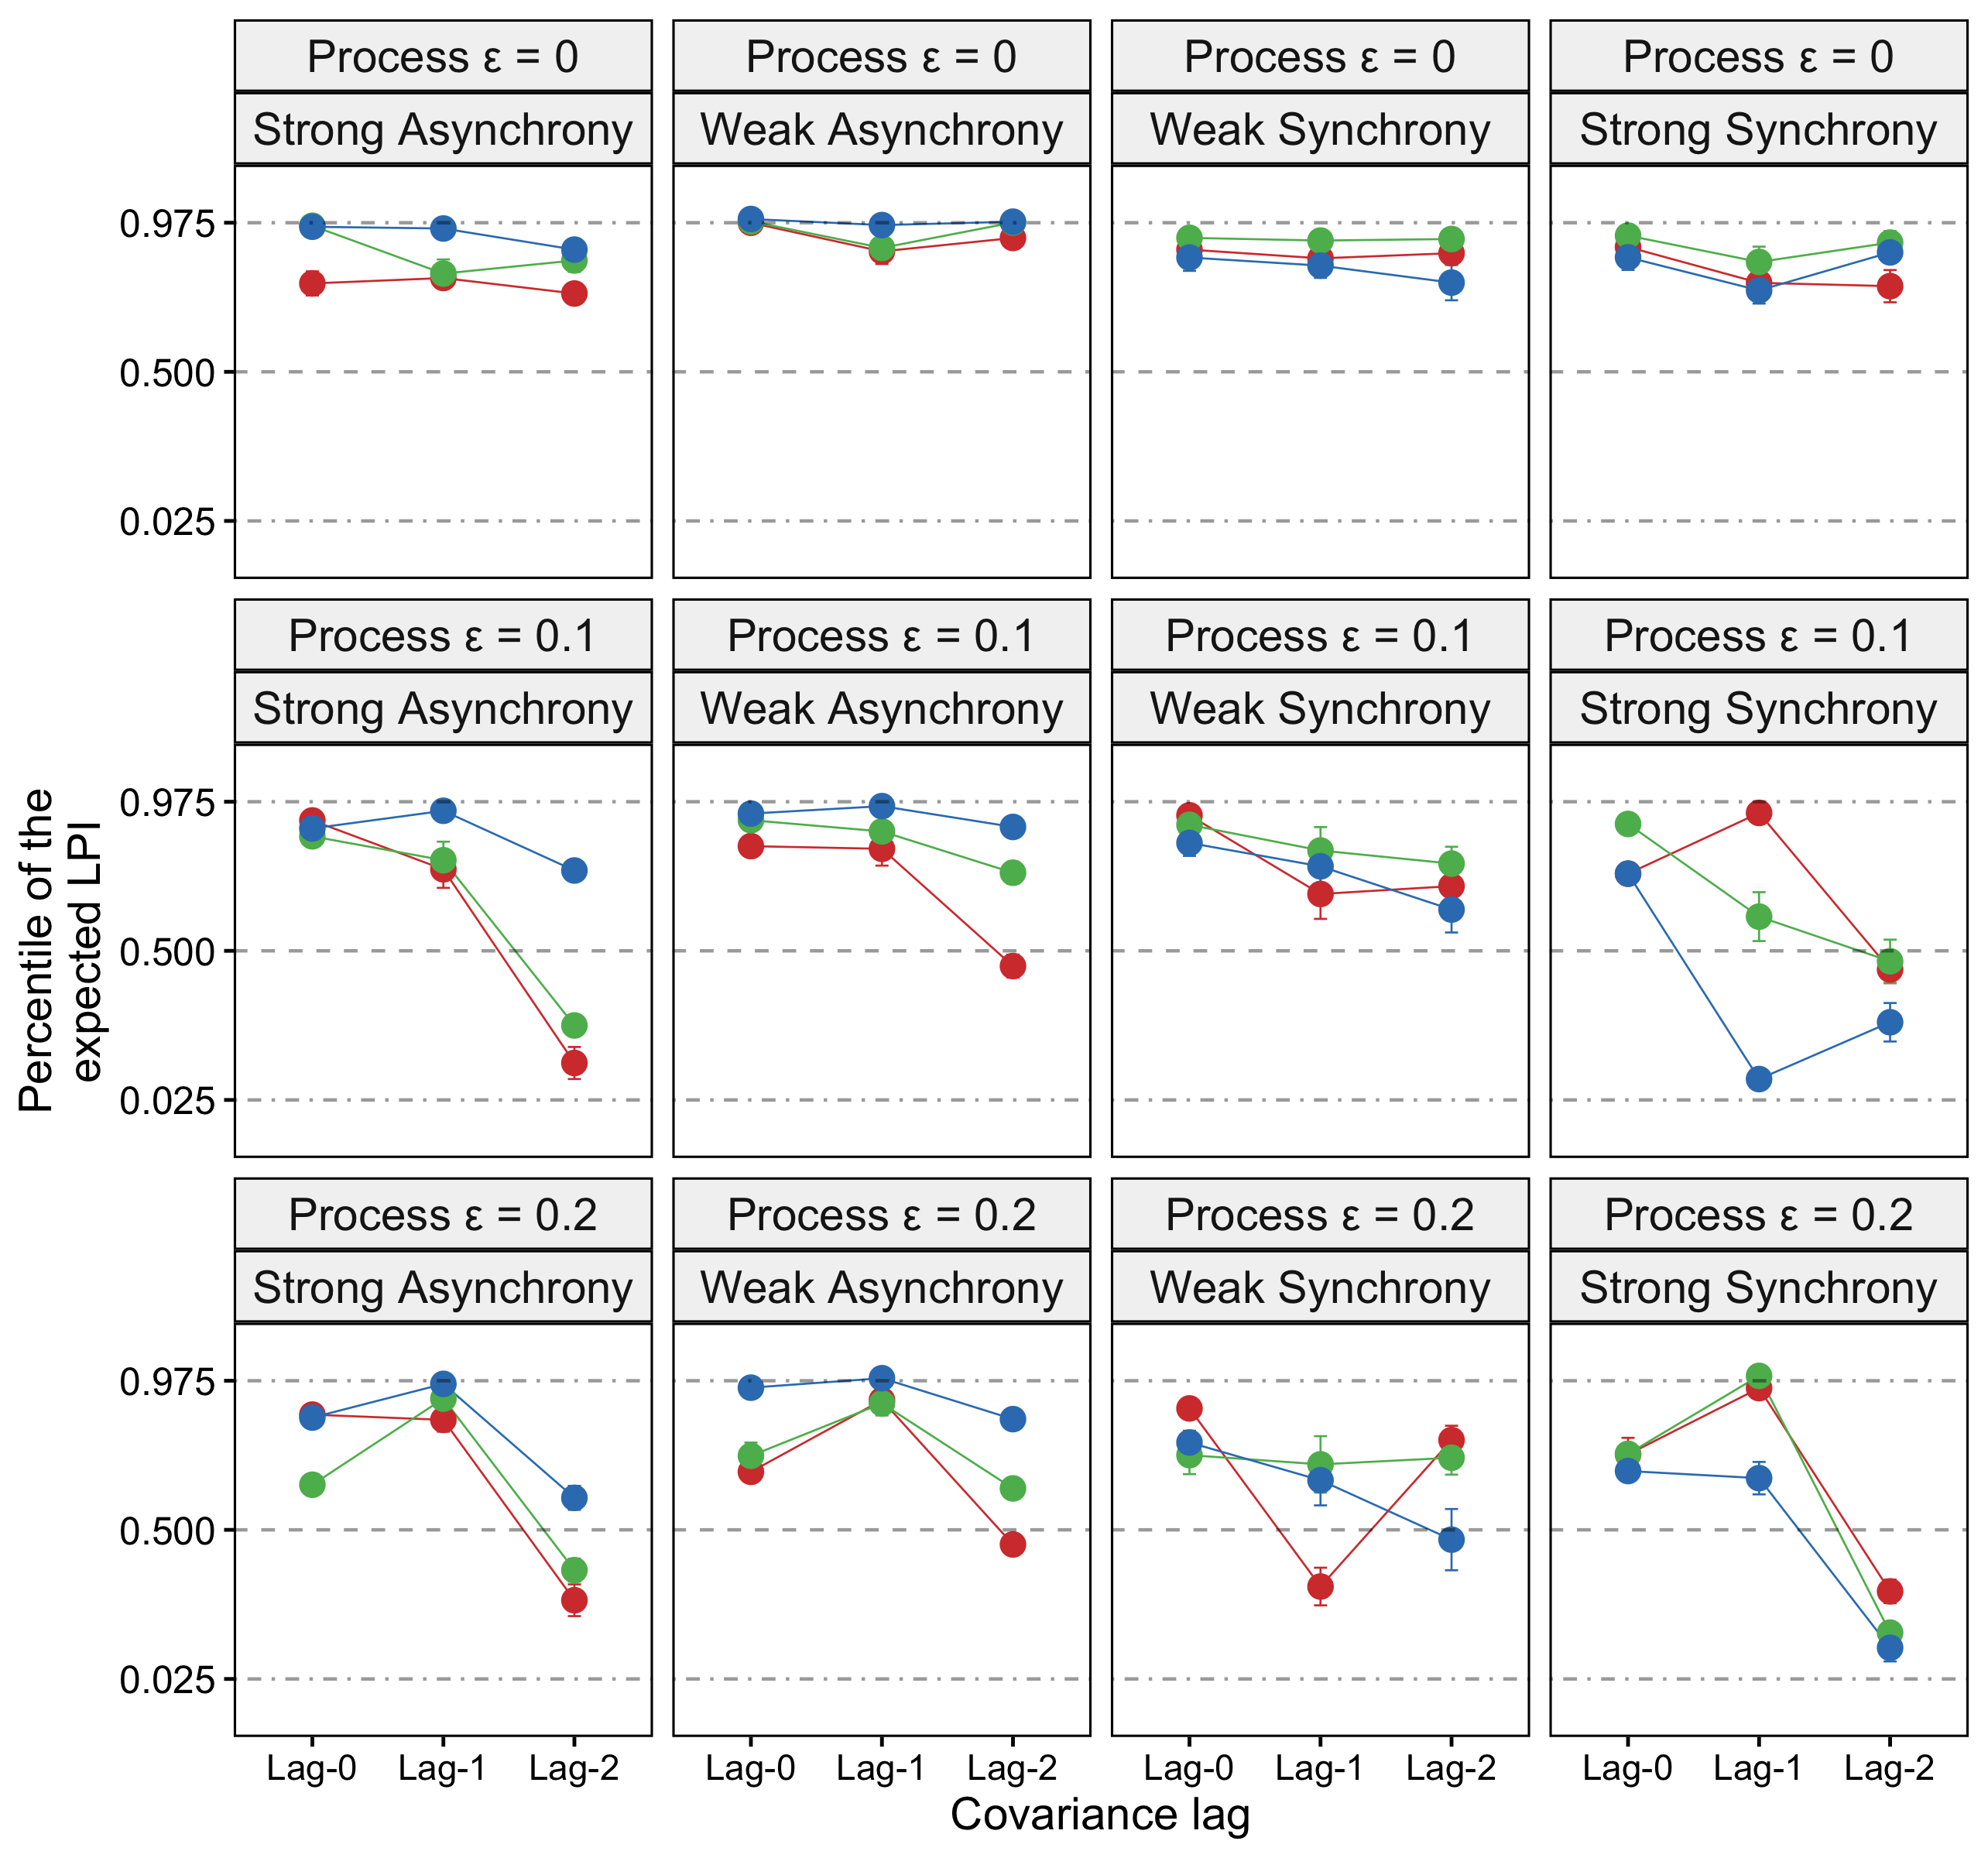 Process ε = 0
Process ε = 0
Process ε = 0
Process ε = 0
Strong Asynchrony
Weak Asynchrony
Weak Synchrony
Strong Synchrony
0.975
0.500
0.025
Process ε = 0.1
Process ε = 0.1
Process ε = 0.1
Process ε = 0.1
Strong Asynchrony
Weak Asynchrony
Weak Synchrony
Strong Synchrony
0.975
0.500
0.025
Percentile of the
expected LPI
Process ε = 0.2
Process ε = 0.2
Process ε = 0.2
Process ε = 0.2
Strong Asynchrony
Weak Asynchrony
Weak Synchrony
Strong Synchrony
0.975
0.500
0.025
Lag-0 Lag-1 Lag-2
Lag-0 Lag-1 Lag-2
Lag-0 Lag-1 Lag-2
Lag-0 Lag-1 Lag-2
Covariance lag